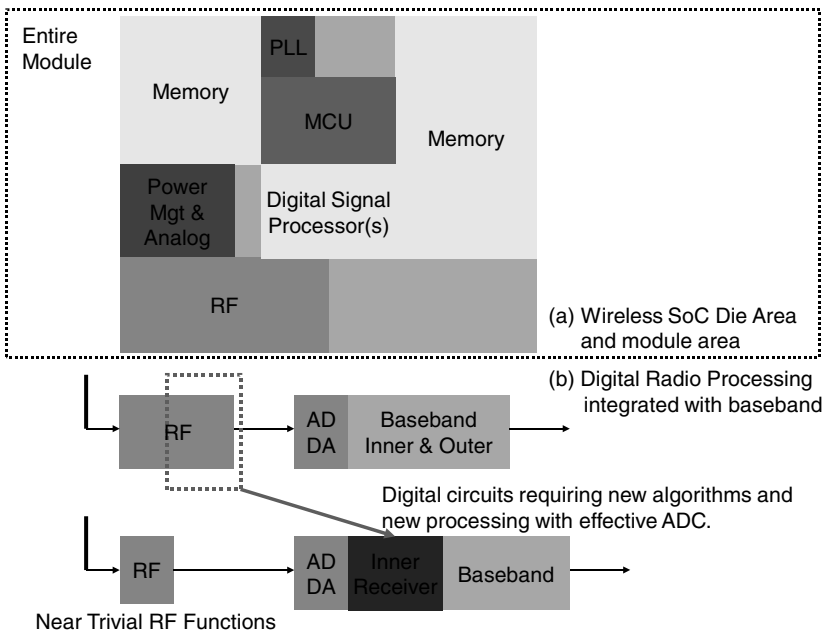 Entire
Module
PLL
Memory
MCU
Memory
Power
Mgt &
Analog
Digital Signal
Processor(s)
RF
(a) Wireless SoC Die Area
and module area
(b) Digital Radio Processing
integrated with baseband
RF
AD
DA
Baseband
Inner & Outer
Digital circuits requiring new algorithms and
new processing with effective ADC.
RF
AD
DA
Inner
Receiver
Baseband
Near Trivial RF Functions